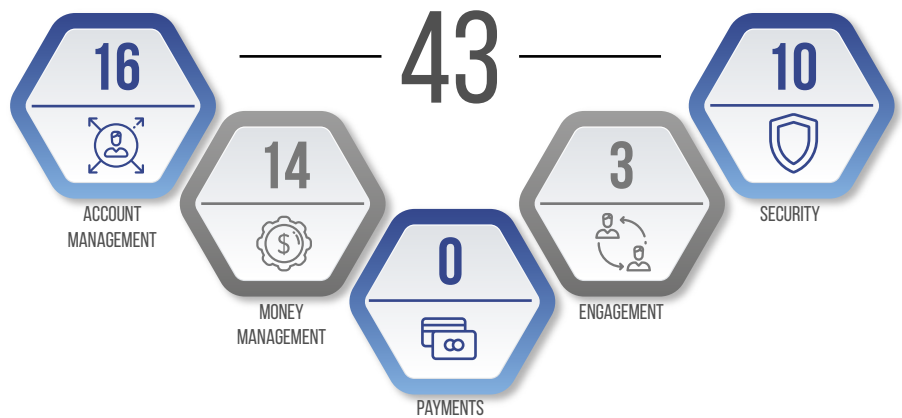 43
16
ACCOUNT
MANAGEMENT
14
$
MONEY
MANAGEMENT
0
PAYMENTS
3
ENGAGEMENT
10
SECURITY